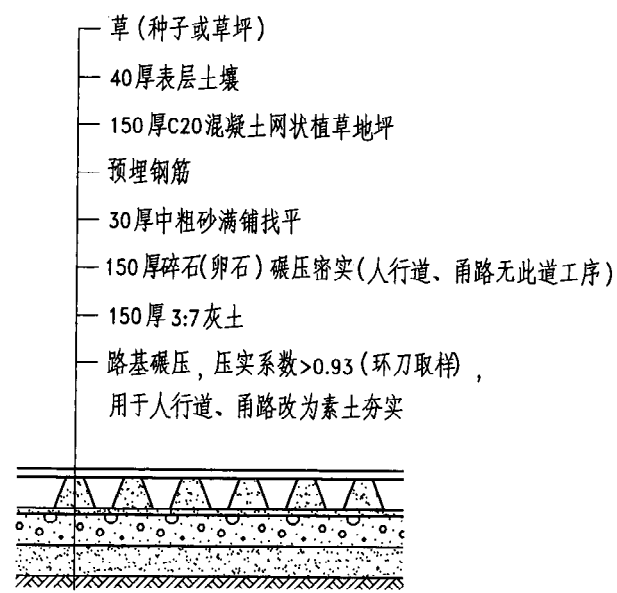 草(种子或草坪)
40厚表层土壤
150厚C20混凝土网状植草地坪
预埋钢筋
30厚中粗砂满铺找平
150厚碎石(卵石)碾压密实(人行道、甬路无此道工序)
150厚3:7灰土
路基碾压,压实系数>0.93(环刀取样),
用于人行道、甬路改为素土夯实